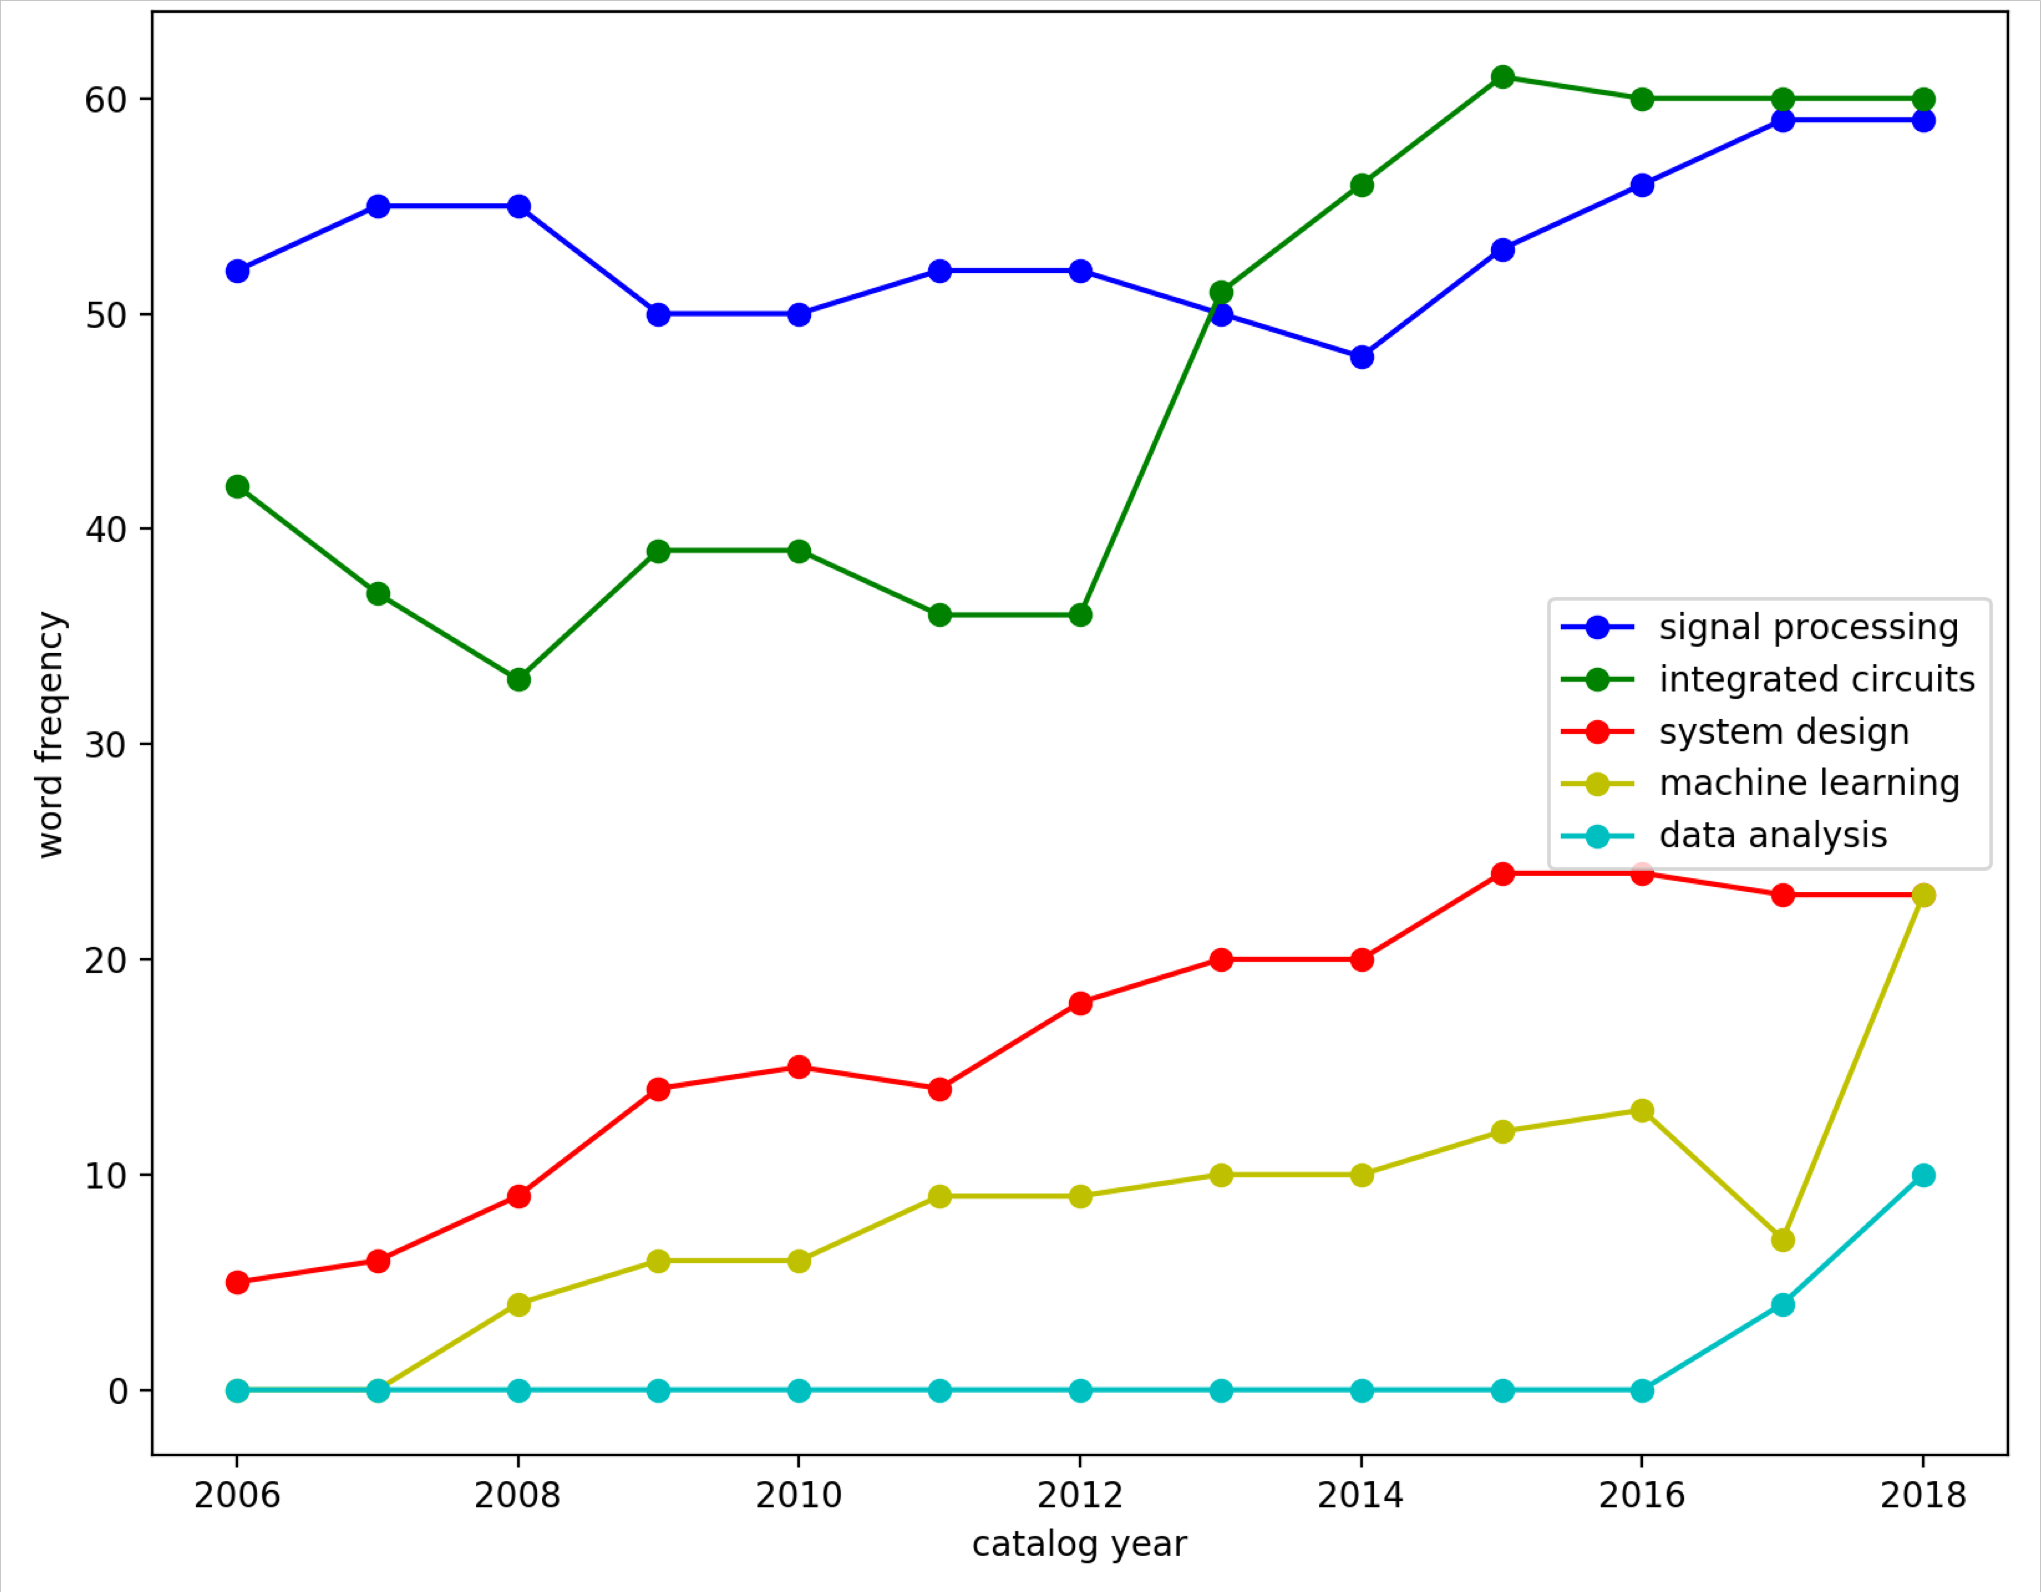 60
50
40
30
20
10
0
word freqency
signal processing
integrated circuits
system design
machine learning
data analysis
2006 2008 2010 2012 2014 2016 2018
catalog year